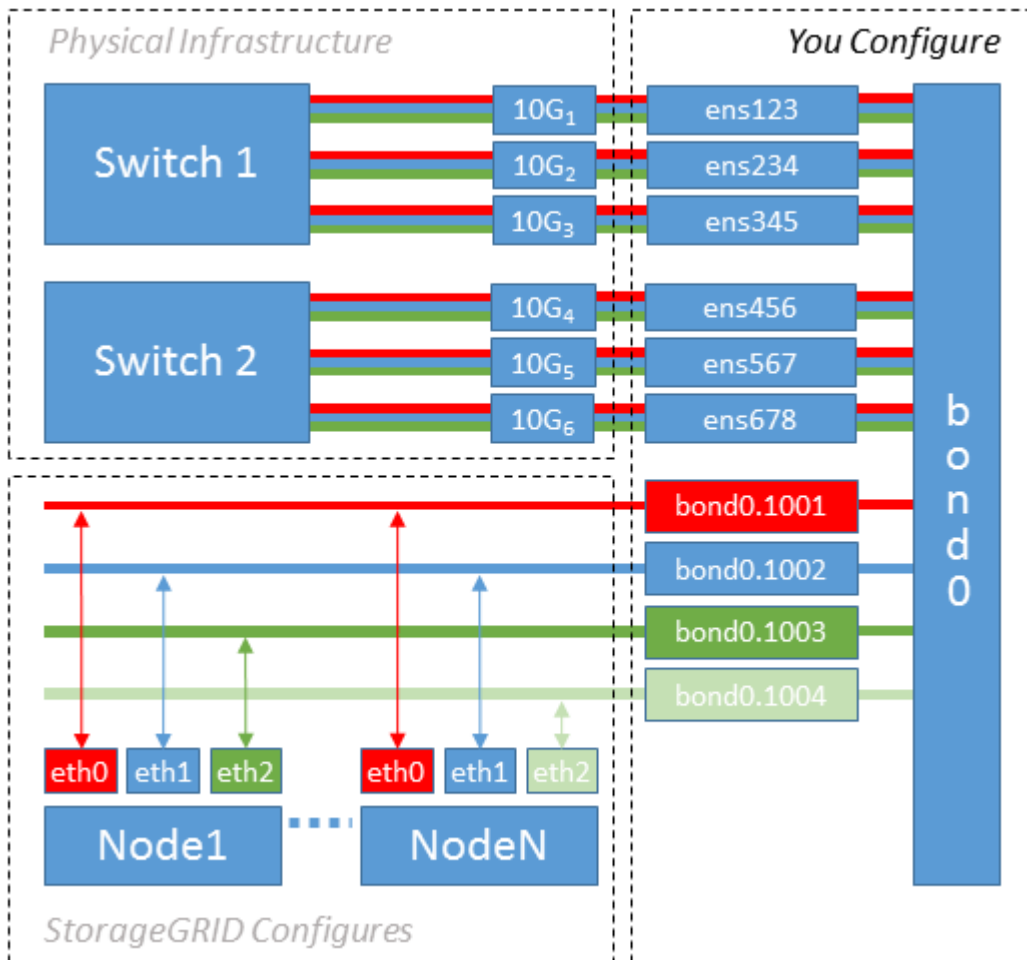 Physical Infrastructure
You Configure
Switch 1
10G₁
ens123
10G₂
ens234
10G₃
ens345
Switch 2
10G₄
ens456
10G₅
ens567
10G₆
ens678
bond0
bond0.1001
bond0.1002
bond0.1003
bond0.1004
eth0 eth1 eth2
eth0 eth1 eth2
Node1
NodeN
StorageGRID Configures